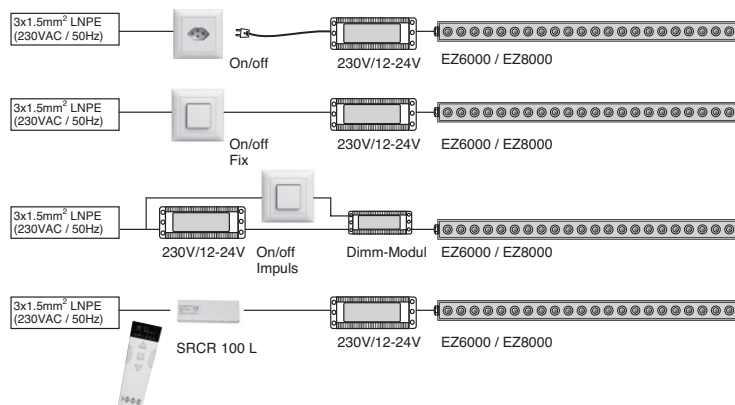 3x1.5mm² LNPE
(230VAC / 50Hz)
On/off
230V/12-24V
EZ6000 / EZ8000
3x1.5mm² LNPE
(230VAC / 50Hz)
On/off
Fix
230V/12-24V
EZ6000 / EZ8000
3x1.5mm² LNPE
(230VAC / 50Hz)
230V/12-24V
On/off
Impuls
Dimm-Modul
EZ6000 / EZ8000
3x1.5mm² LNPE
(230VAC / 50Hz)
SRCR 100 L
230V/12-24V
EZ6000 / EZ8000